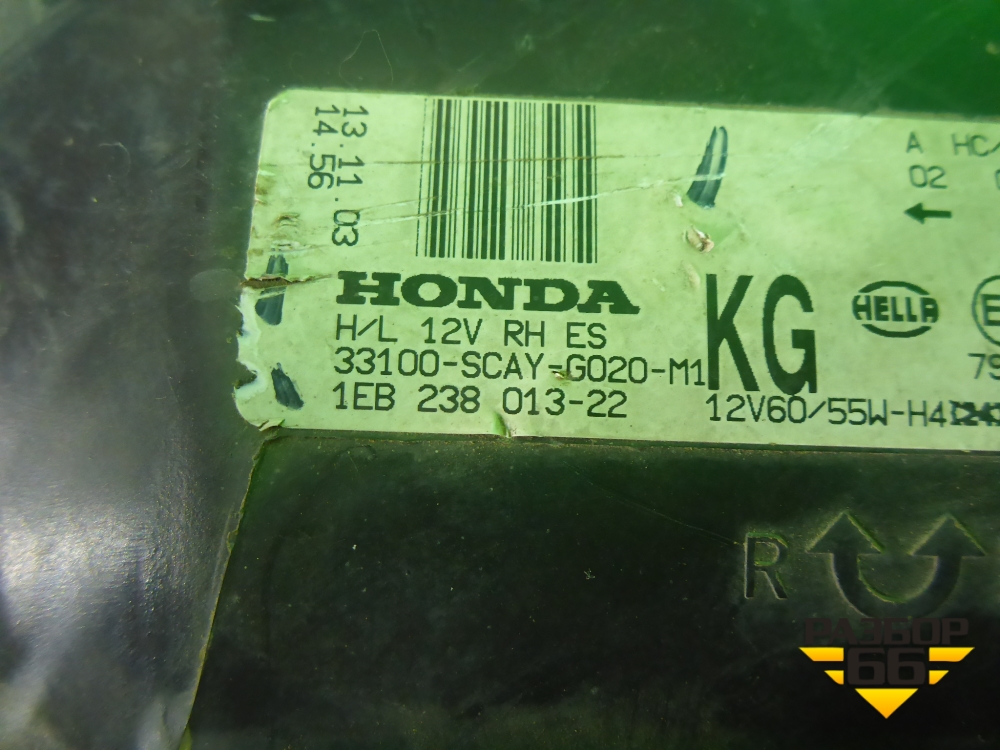 13.11.03
14.56
HONDA
H/L 12V RH ES
33100-SCAY-G020-M1
1EB 238 013-22
KG
A HC/
02
HELLA
E
12V60/55W-H4
R
РАЗБОР
66